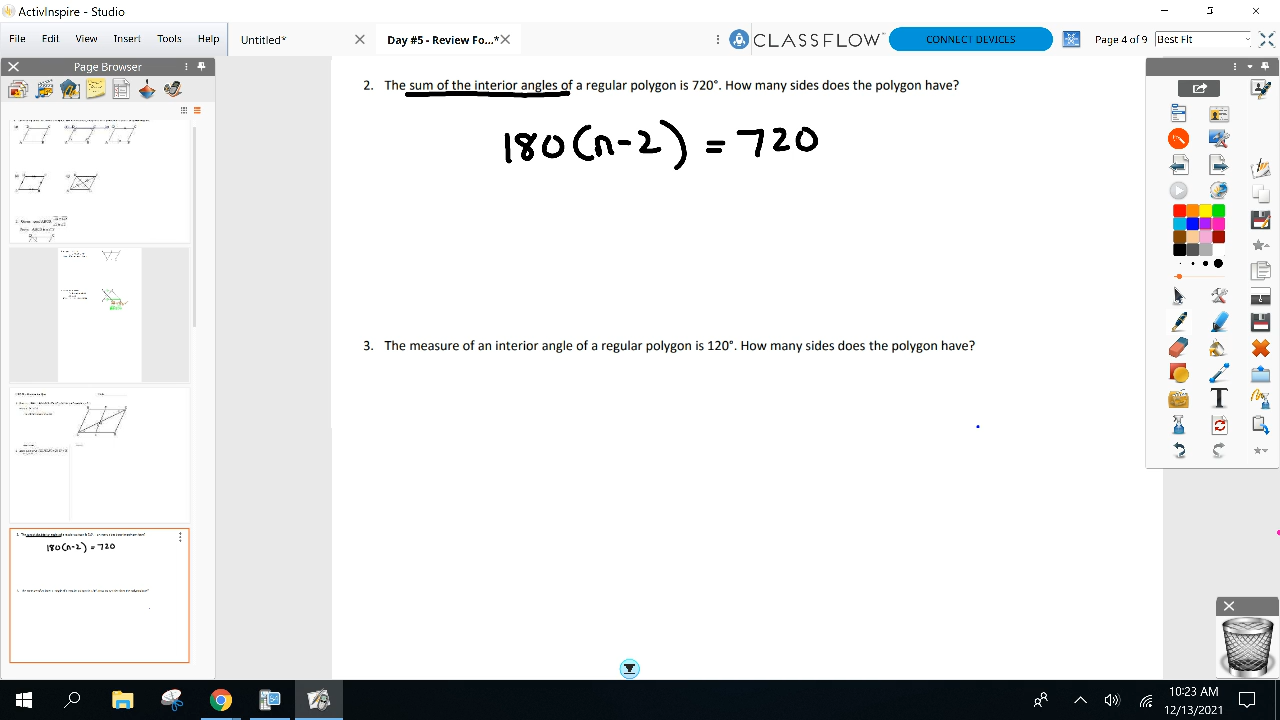 ActivInspire - Studio
File Edit View Insert Tools Help
Untitled*
Day #5 - Review Fo...*
CLASSFLOW
CONNECT DEVICES
Page 4 of 9
Best Fit
Page Browser
2. The sum of the interior angles of a regular polygon is 720°. How many sides does the polygon have?
180(n-2) = 720
3. The measure of an interior angle of a regular polygon is 120°. How many sides does the polygon have?
180(n-2) = 720
T
10:23 AM
12/13/2021